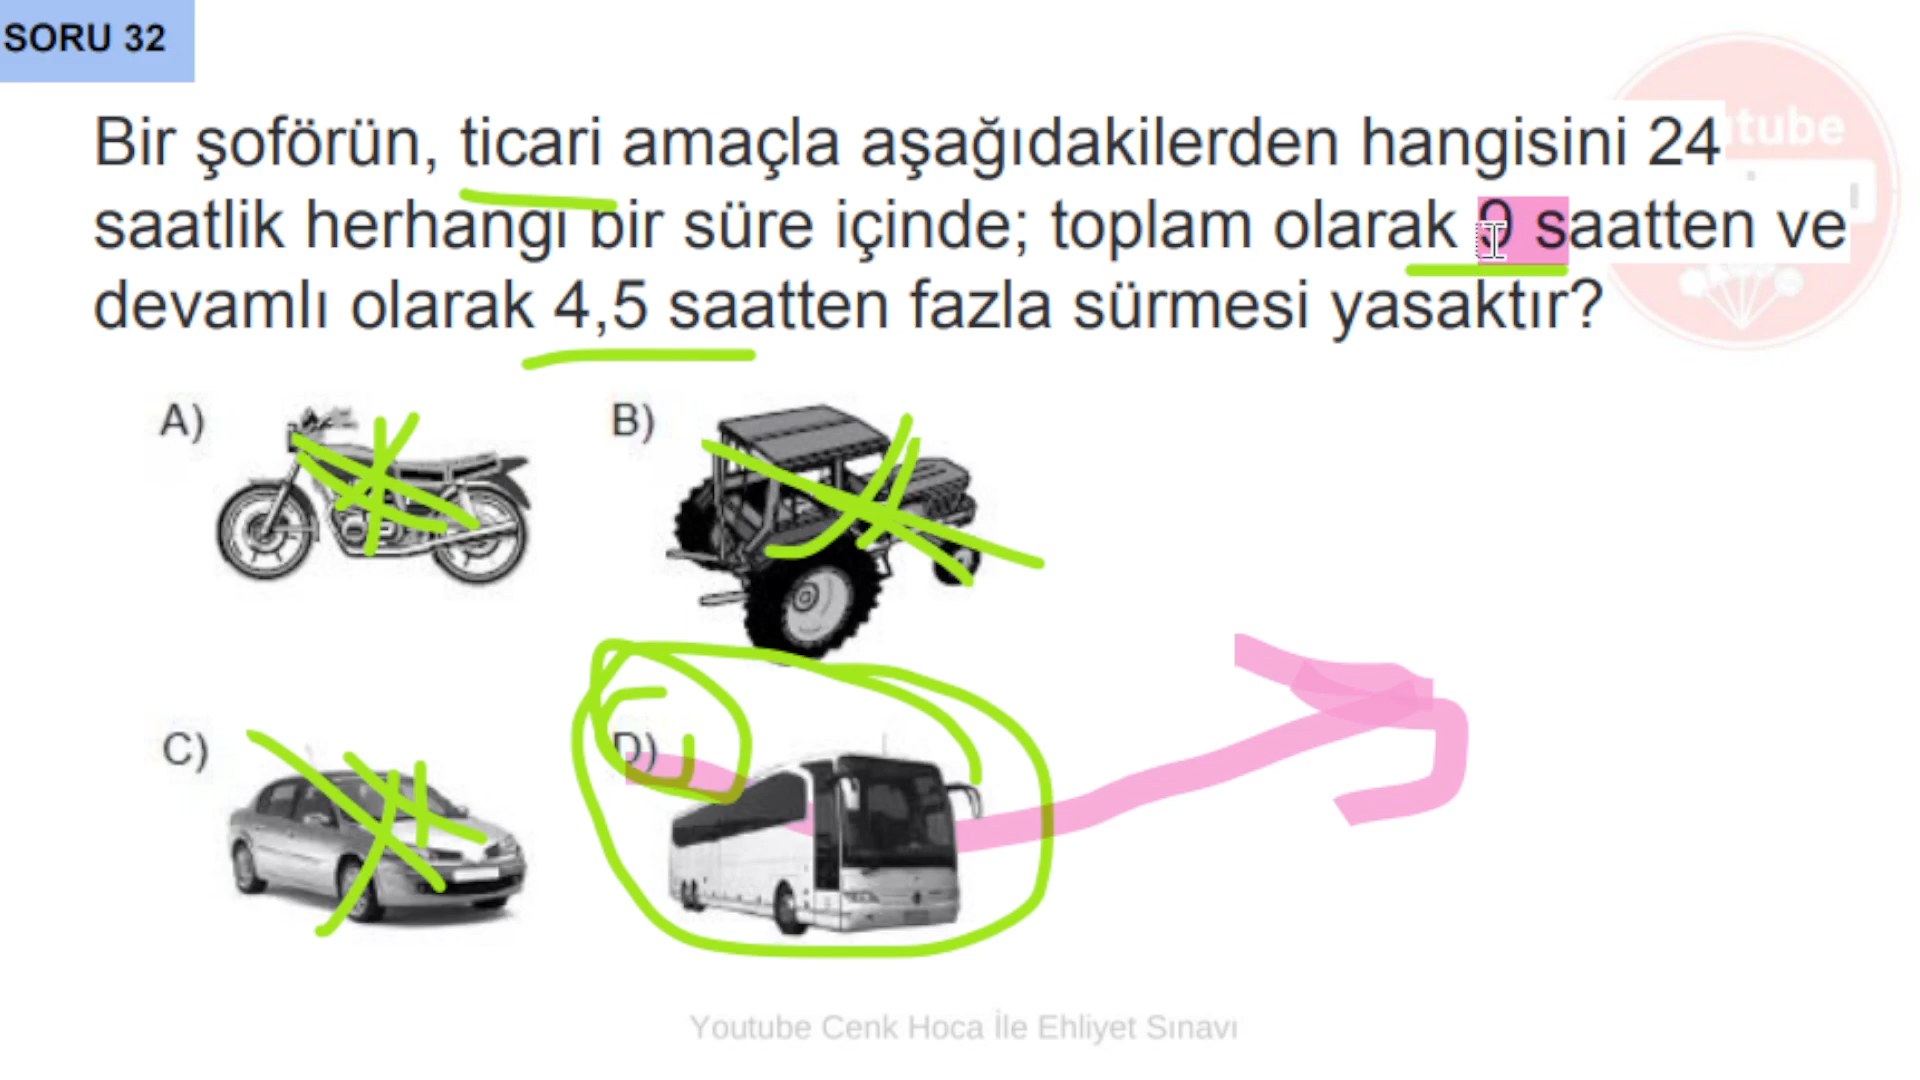 SORU 32
Bir şoförün, ticari amaçla aşağıdakilerden hangisini 24
saatlik herhangi bir süre içinde; toplam olarak 9 saatten ve
devamlı olarak 4,5 saatten fazla sürmesi yasaktır?
A)
B)
C)
D)
Youtube Cenk Hoca İle Ehliyet Sınavı